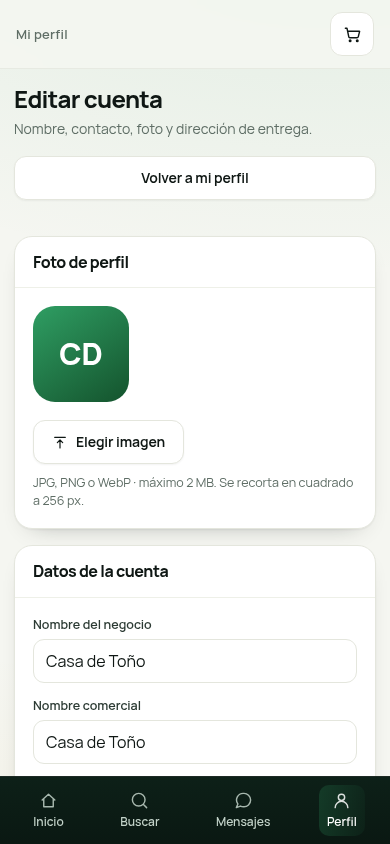 Mi perfil
Editar cuenta
Nombre, contacto, foto y dirección de entrega.
Volver a mi perfil
Foto de perfil
CD
Elegir imagen
JPG, PNG o WebP · máximo 2 MB. Se recorta en cuadrado
a 256 px.
Datos de la cuenta
Nombre del negocio
Casa de Toño
Nombre comercial
Casa de Toño
Inicio
Buscar
Mensajes
Perfil